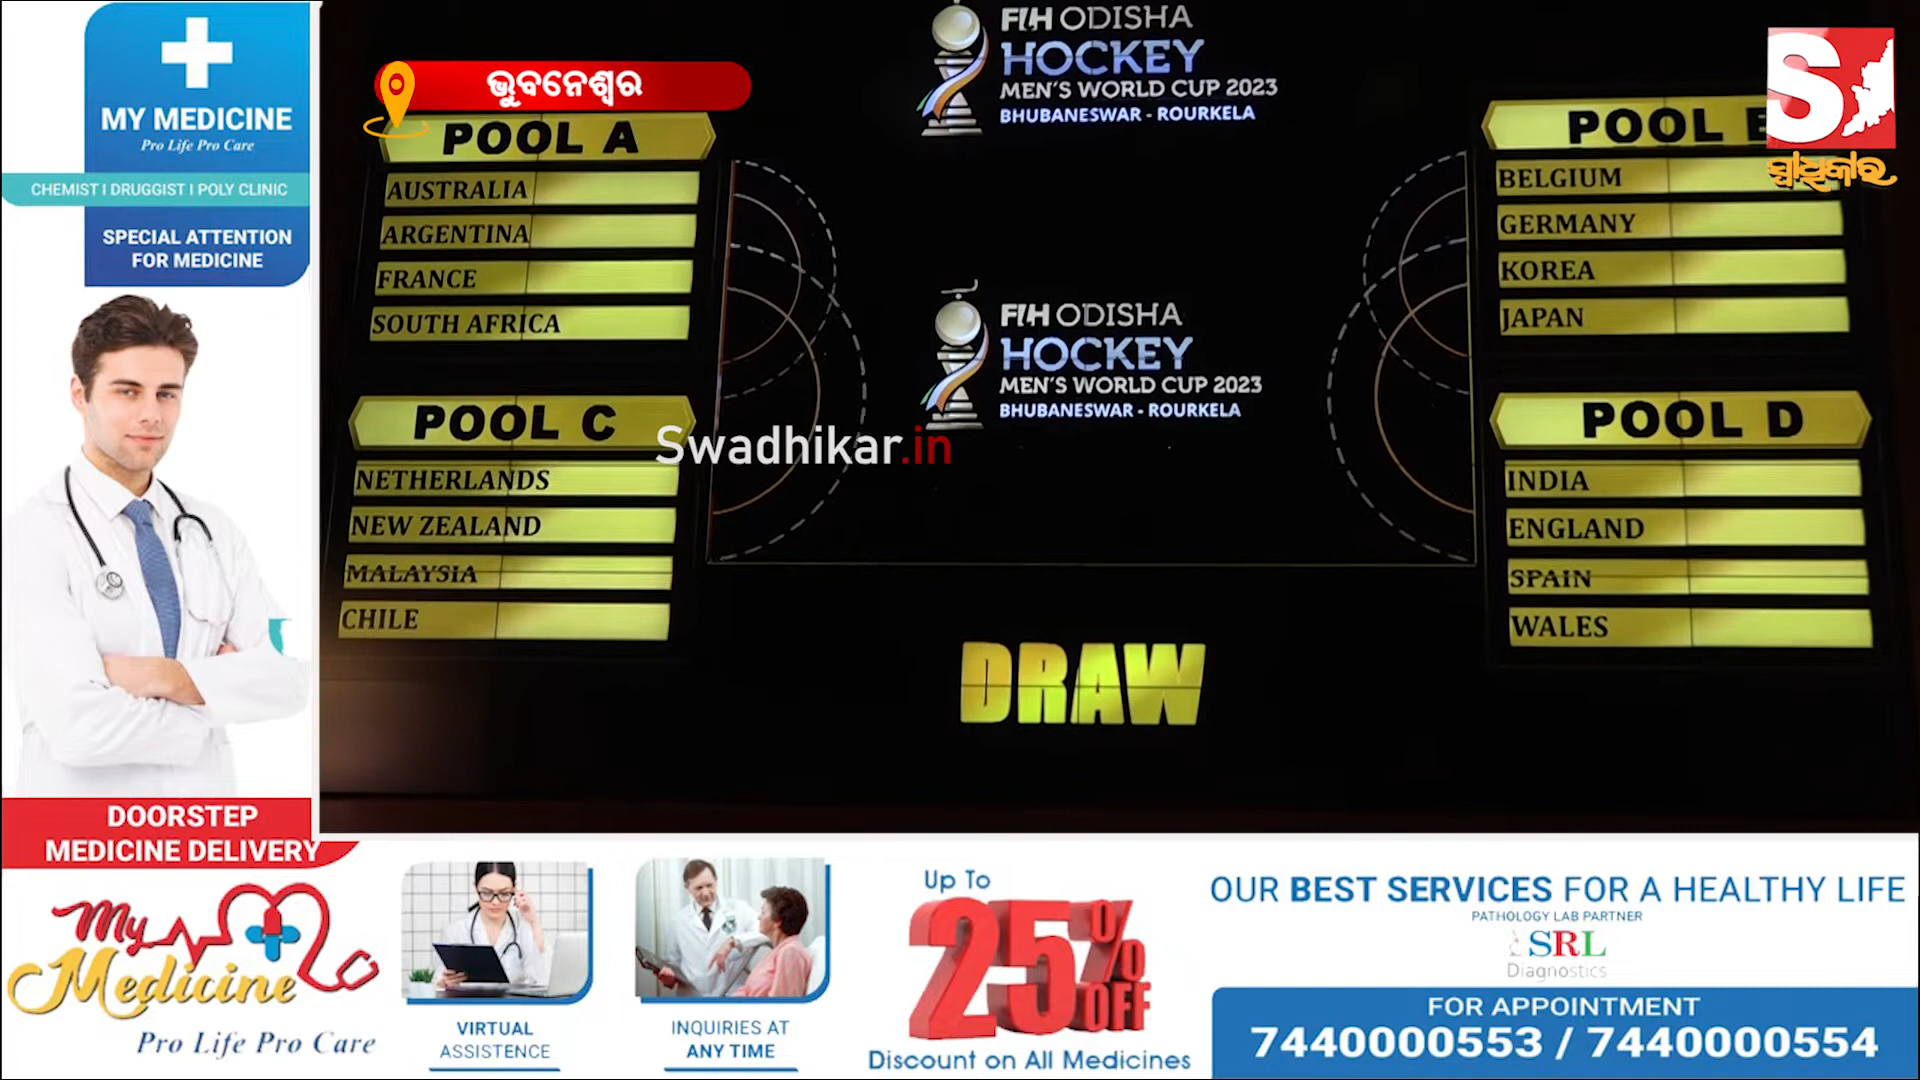 MY MEDICINE
Pro Life Pro Care
CHEMIST I DRUGGIST I POLY CLINIC
SPECIAL ATTENTION
FOR MEDICINE
DOORSTEP
MEDICINE DELIVERY
ଭୁବନେଶ୍ୱର
FIH ODISHA
HOCKEY
MEN'S WORLD CUP 2023
BHUBANESWAR - ROURKELA
S
ସ୍ୱାଧିକାର
POOL A
AUSTRALIA
ARGENTINA
FRANCE
SOUTH AFRICA
POOL
BELGIUM
GERMANY
KOREA
JAPAN
FIH ODISHA
HOCKEY
MEN'S WORLD CUP 2023
BHUBANESWAR - ROURKELA
Swadhikar.in
POOL C
NETHERLANDS
NEW ZEALAND
MALAYSIA
CHILE
POOL D
INDIA
ENGLAND
SPAIN
WALES
DRAW
My
Medicine
Pro Life Pro Care
VIRTUAL
ASSISTENCE
INQUIRIES AT
ANY TIME
Up To
25% OFF
Discount on All Medicines
OUR BEST SERVICES FOR A HEALTHY LIFE
PATHOLOGY LAB PARTNER
SRL
Diagnostics
FOR APPOINTMENT
7440000553 / 7440000554